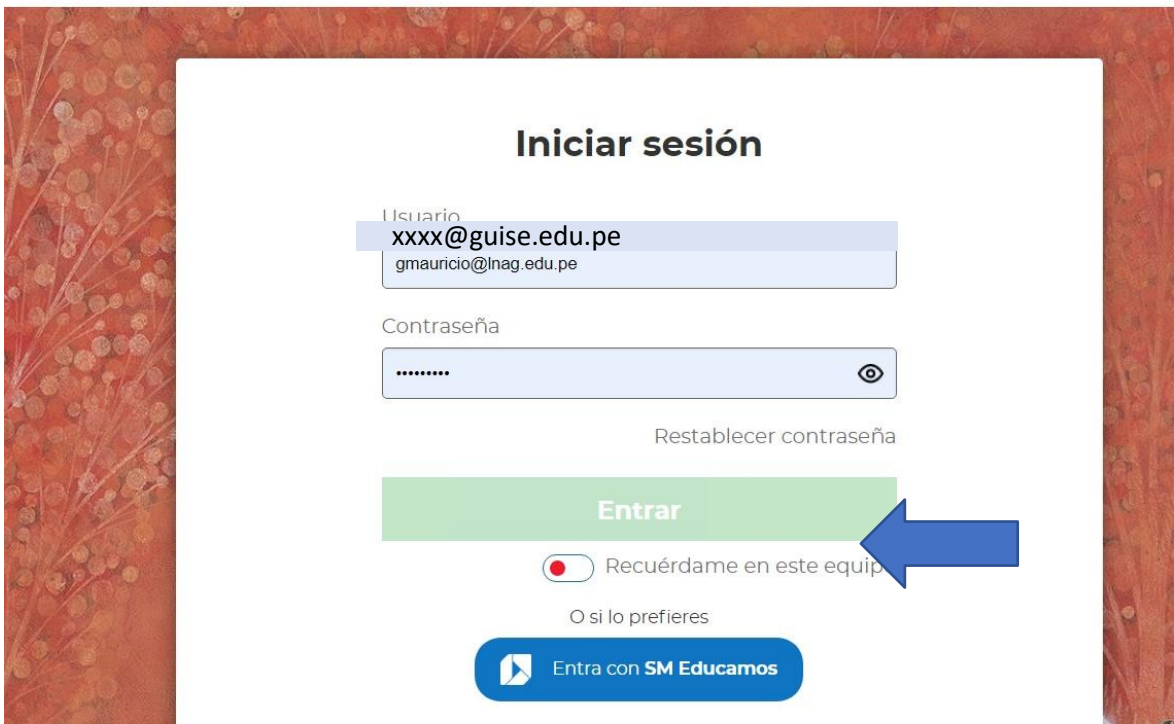 Iniciar sesión
Usuario
xxxx@guise.edu.pe
gmauricio@lnag.edu.pe
Contraseña
•••••••••
Restablecer contraseña
Entrar
Recuérdame en este equip
O si lo prefieres
Entra con SM Educamos